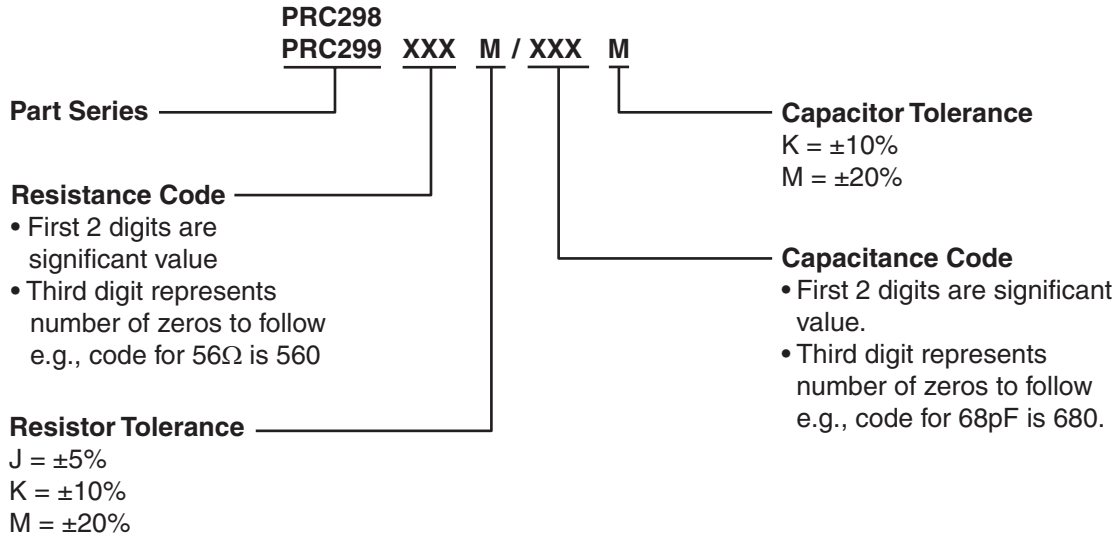 PRC298
PRC299 XXX M / XXX M
Part Series
Resistance Code
• First 2 digits are
significant value
• Third digit represents
number of zeros to follow
e.g., code for 56Ω is 560
Resistor Tolerance
J = ±5%
K = ±10%
M = ±20%
Capacitor Tolerance
K = ±10%
M = ±20%
Capacitance Code
• First 2 digits are significant
value.
• Third digit represents
number of zeros to follow
e.g., code for 68pF is 680.